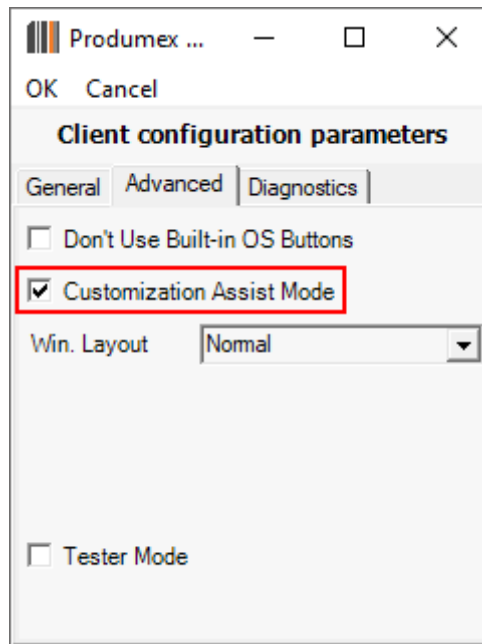 Produmex ...
OK Cancel
Client configuration parameters
General Advanced Diagnostics
Don't Use Built-in OS Buttons
Customization Assist Mode
Win. Layout Normal
Tester Mode